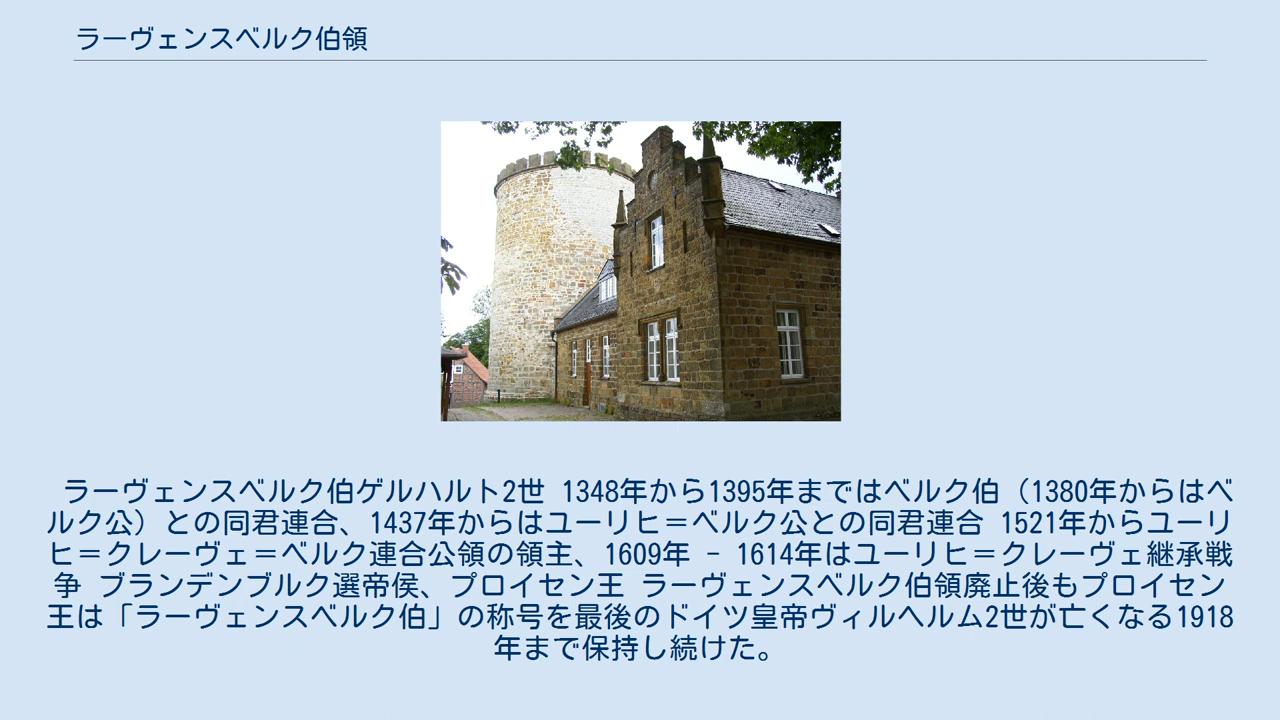 ラーヴェンスベルク伯領
ラーヴェンスベルク伯ゲルハルト2世 1348年から1395年まではベルク伯（1380年からはベ
ルク公）との同君連合、1437年からはユーリヒ＝ベルク公との同君連合 1521年からユーリ
ヒ＝クレーヴェ＝ベルク連合公領の領主、1609年 - 1614年はユーリヒ＝クレーヴェ継承戦
争 ブランデンブルク選帝侯、プロイセン王 ラーヴェンスベルク伯領廃止後もプロイセン
王は「ラーヴェンスベルク伯」の称号を最後のドイツ皇帝ヴィルヘルム2世が亡くなる1918
年まで保持し続けた。